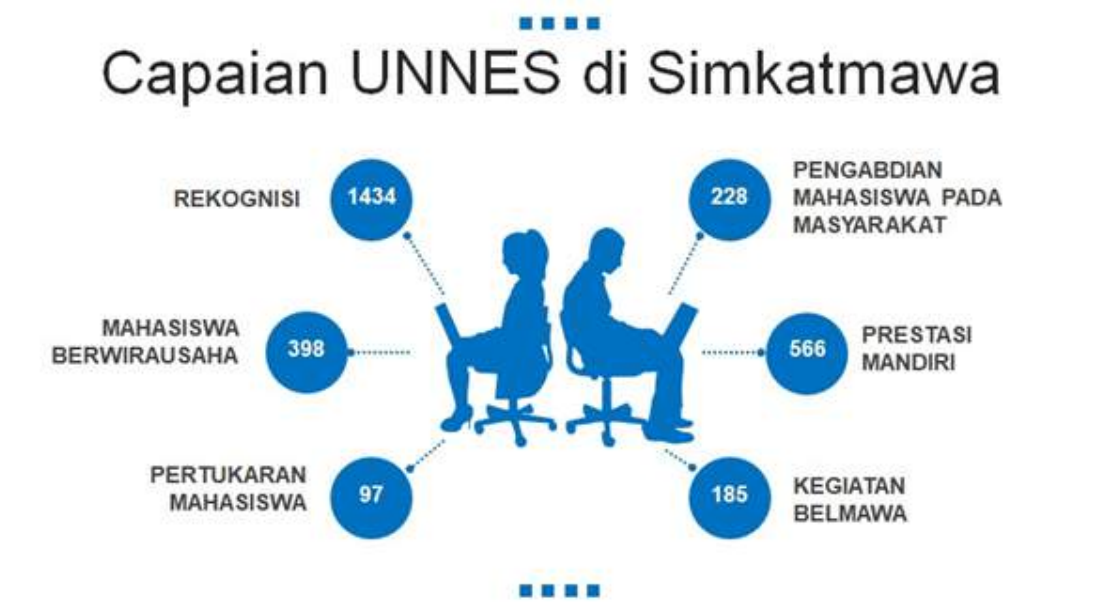 Capaian UNNES di Simkatmawa
REKOGNISI
1434
MAHASISWA
BERWIRAUSAHA
398
PERTUKARAN
MAHASISWA
97
228
PENGABDIAN
MAHASISWA PADA
MASYARAKAT
566
PRESTASI
MANDIRI
185
KEGIATAN
BELMAWA